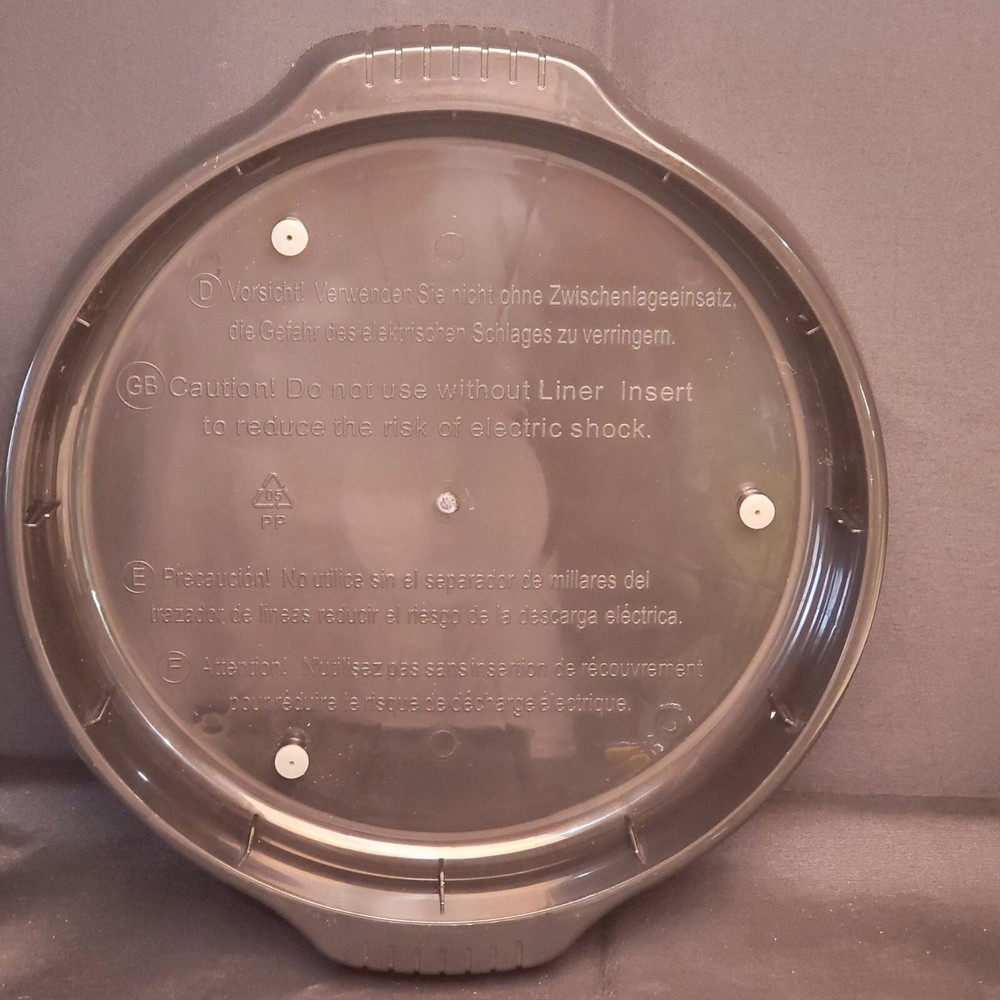 D Vorsicht! Verwenden Sie nicht ohne Zwischenlageeinsatz,
die Gefahr des elektrischen Schlages zu verringern.
GB Caution! Do not use without Liner Insert
to reduce the risk of electric shock.
05
PP
E Precaución! No utilice sin el separador de millares del
trazador de lineas reducir el riesgo de la descarga eléctrica.
F Attention! N'utilisez pas sans insertion de récouvrement
pour réduire le risque de décharge électrique.